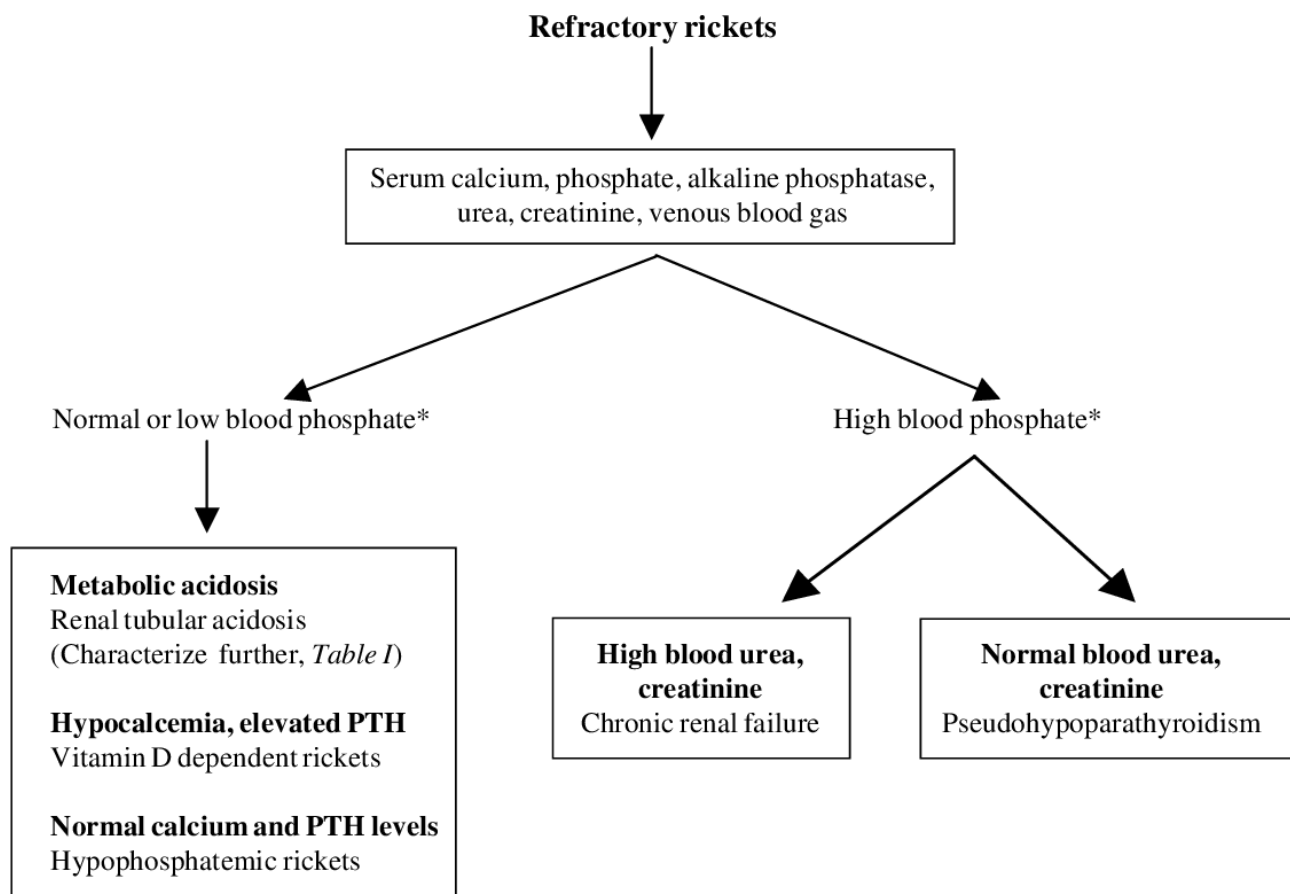 Refractory rickets
Serum calcium, phosphate, alkaline phosphatase,
urea, creatinine, venous blood gas
Normal or low blood phosphate*
High blood phosphate*
Metabolic acidosis
Renal tubular acidosis
(Characterize further, Table I)
Hypocalcemia, elevated PTH
Vitamin D dependent rickets
Normal calcium and PTH levels
Hypophosphatemic rickets
High blood urea,
creatinine
Chronic renal failure
Normal blood urea,
creatinine
Pseudohypoparathyroidism